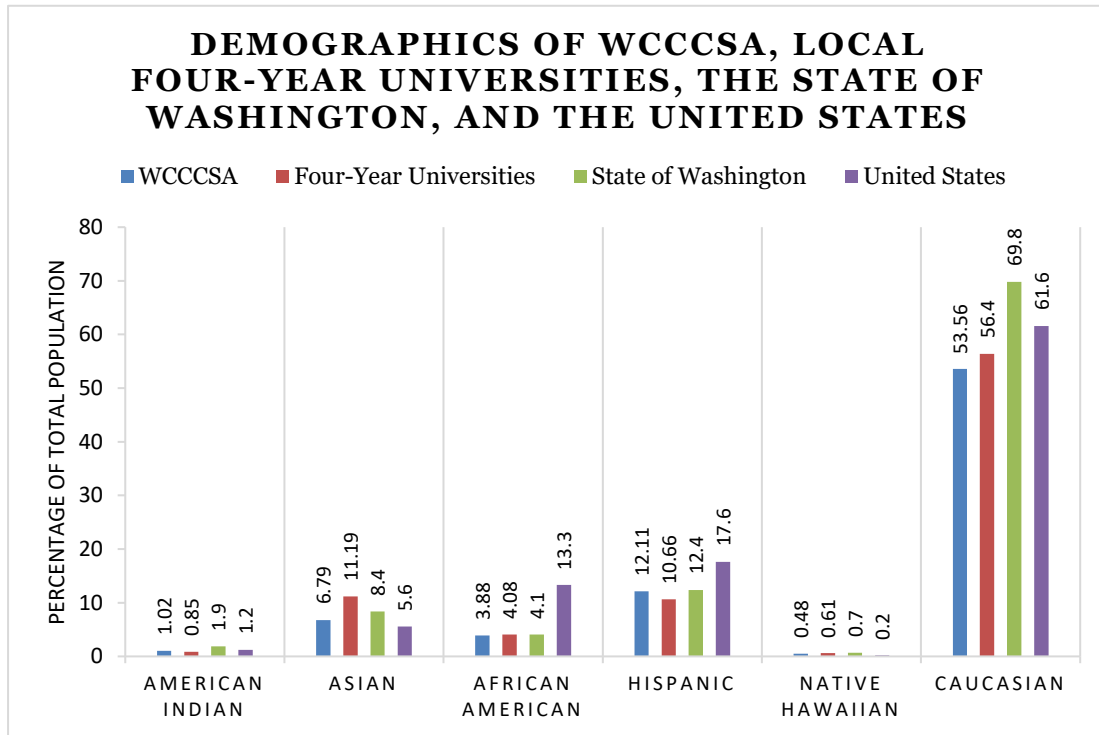 DEMOGRAPHICS OF WCCCSA, LOCAL
FOUR-YEAR UNIVERSITIES, THE STATE OF
WASHINGTON, AND THE UNITED STATES
WCCCSA Four-Year Universities State of Washington United States
PERCENTAGE OF TOTAL POPULATION
80
70
60
50
40
30
20
10
0
1.02 0.85 1.9 1.2
6.79 11.19 8.4 5.6
3.88 4.08 4.1 13.3
12.11 10.66 12.4 17.6
0.48 0.61 0.7 0.2
53.56 56.4 69.8 61.6
AMERICAN INDIAN
ASIAN
AFRICAN AMERICAN
HISPANIC
NATIVE HAWAIIAN
CAUCASIAN